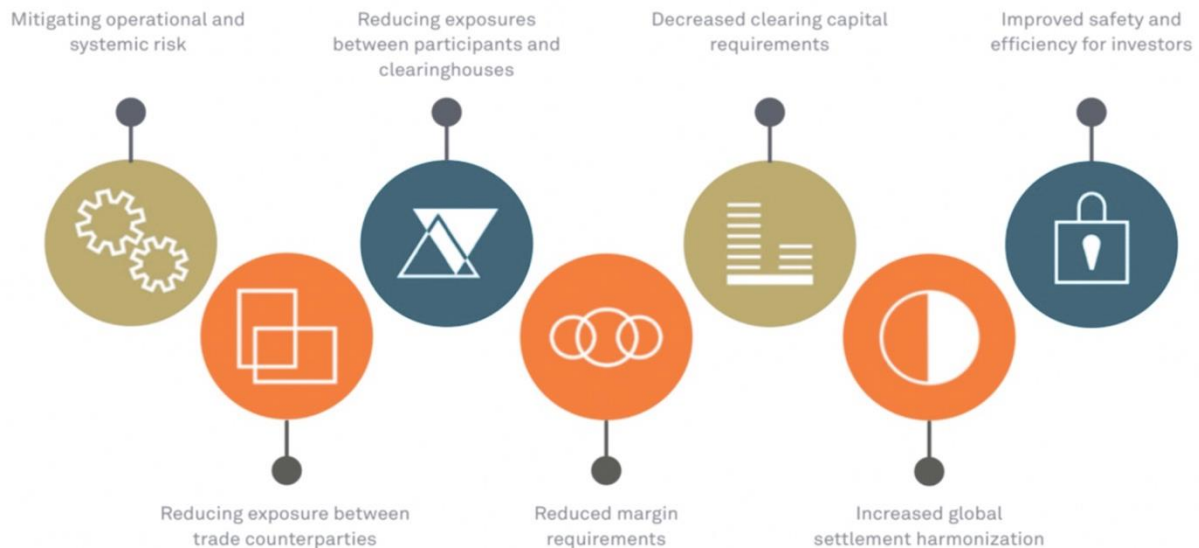 Mitigating operational and
systemic risk
Reducing exposures
between participants and
clearinghouses
Decreased clearing capital
requirements
Improved safety and
efficiency for investors
Reducing exposure between
trade counterparties
Reduced margin
requirements
Increased global
settlement harmonization